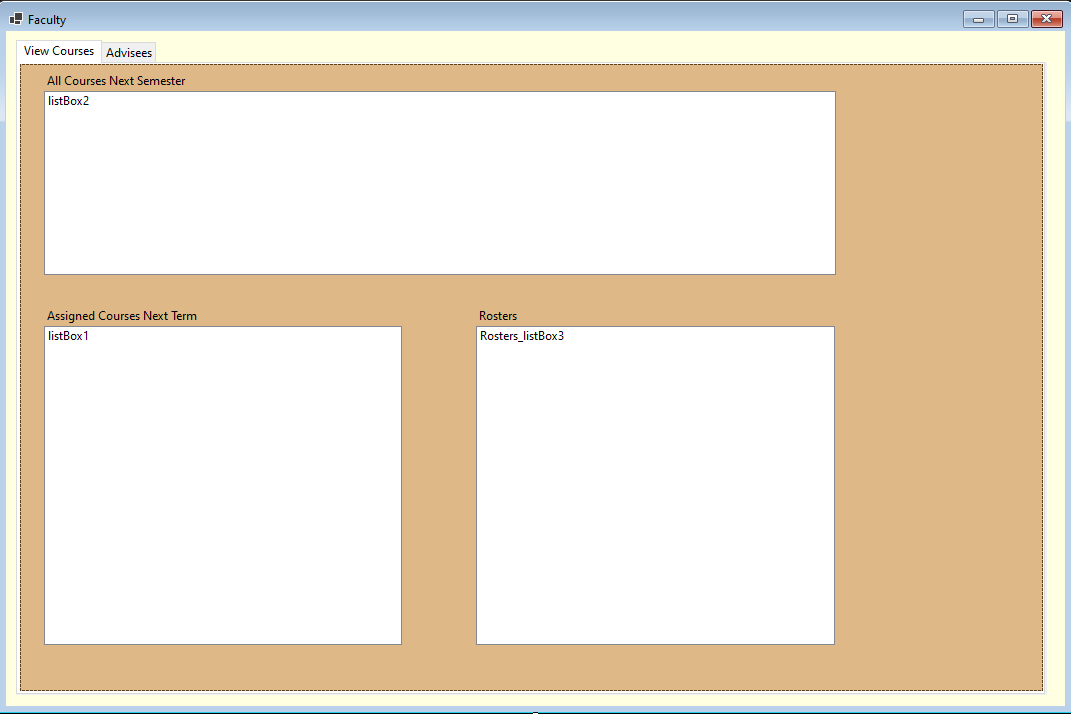 Faculty
View Courses
Advisees
All Courses Next Semester
listBox2
Assigned Courses Next Term
Rosters
listBox1
Rosters_listBox3